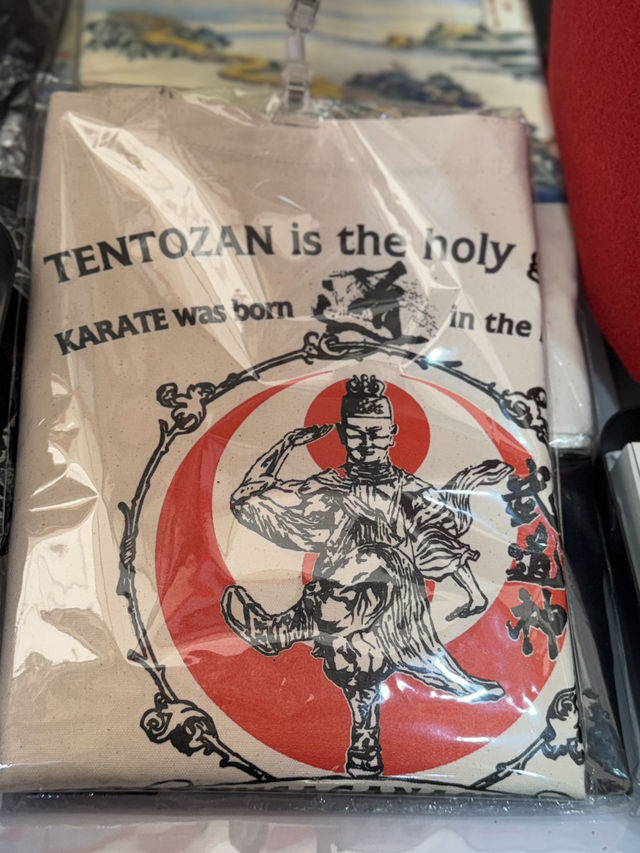 TENTOZAN is the holy
KARATE was born in the
武道神